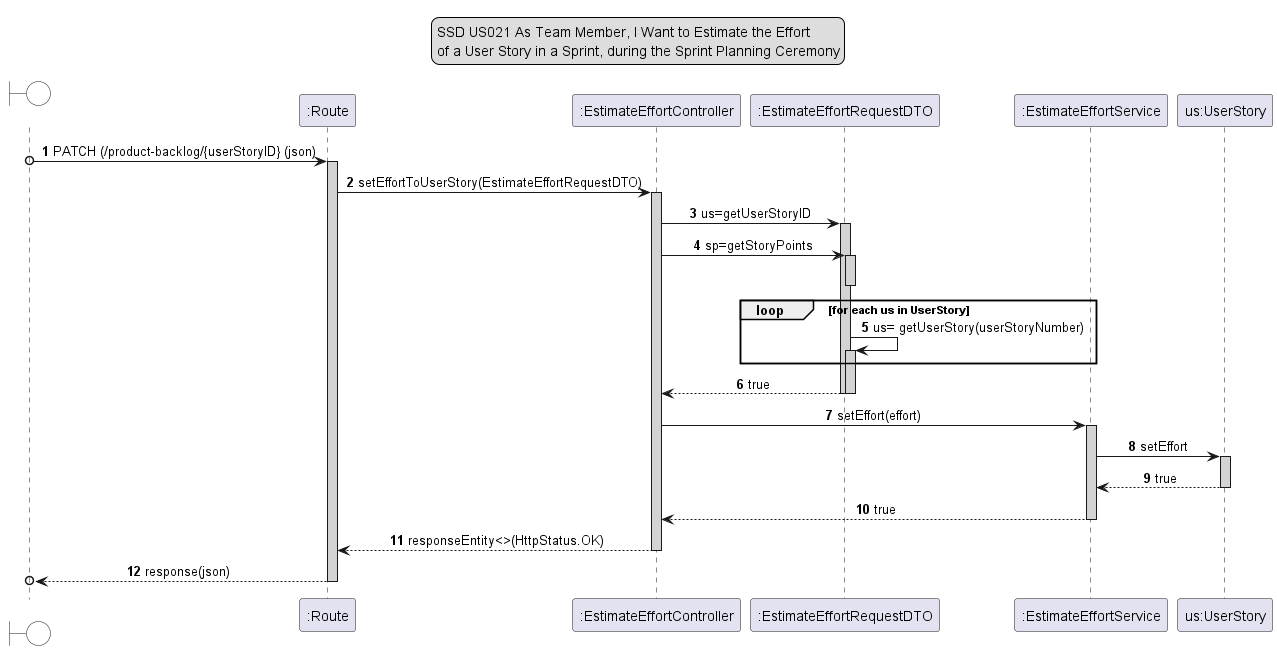 SSD US021 As Team Member, I Want to Estimate the Effort
of a User Story in a Sprint, during the Sprint Planning Ceremony
:Route :EstimateEffortController :EstimateEffortRequestDTO :EstimateEffortService us:UserStory
1 PATCH (/product-backlog/{userStoryID} (json)
2 setEffortToUserStory(EstimateEffortRequestDTO)
3 us=getUserStoryID
4 sp=getStoryPoints
loop [for each us in UserStory]
5 us= getUserStory(userStoryNumber)
6 true
7 setEffort(effort)
8 setEffort
9 true
10 true
11 responseEntity<>(HttpStatus.OK)
12 response(json)
:Route :EstimateEffortController :EstimateEffortRequestDTO :EstimateEffortService us:UserStory